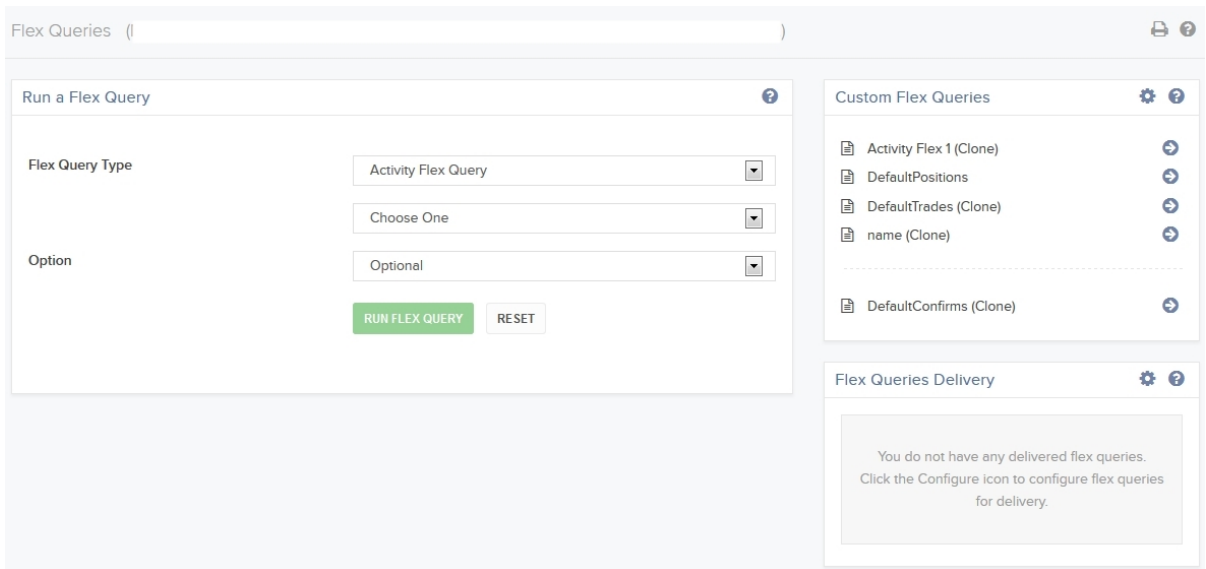 Flex Queries ( )
Run a Flex Query
Flex Query Type
Activity Flex Query
Choose One
Option
Optional
RUN FLEX QUERY RESET
Custom Flex Queries
Activity Flex 1 (Clone)
DefaultPositions
DefaultTrades (Clone)
name (Clone)
DefaultConfirms (Clone)
Flex Queries Delivery
You do not have any delivered flex queries.
Click the Configure icon to configure flex queries
for delivery.